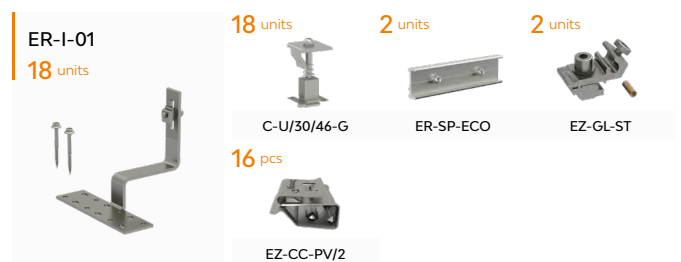 ER-I-01
18 units
18 units
C-U/30/46-G
2 units
ER-SP-ECO
2 units
EZ-GL-ST
16 pcs
EZ-CC-PV/2